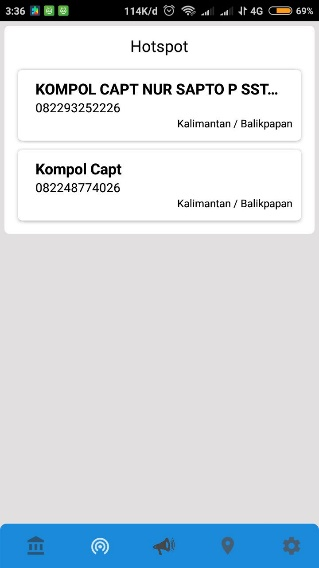 3:36 114K/d 4G 69%
Hotspot
KOMPOL CAPT NUR SAPTO P SST...
082293252226
Kalimantan / Balikpapan
Kompol Capt
082248774026
Kalimantan / Balikpapan